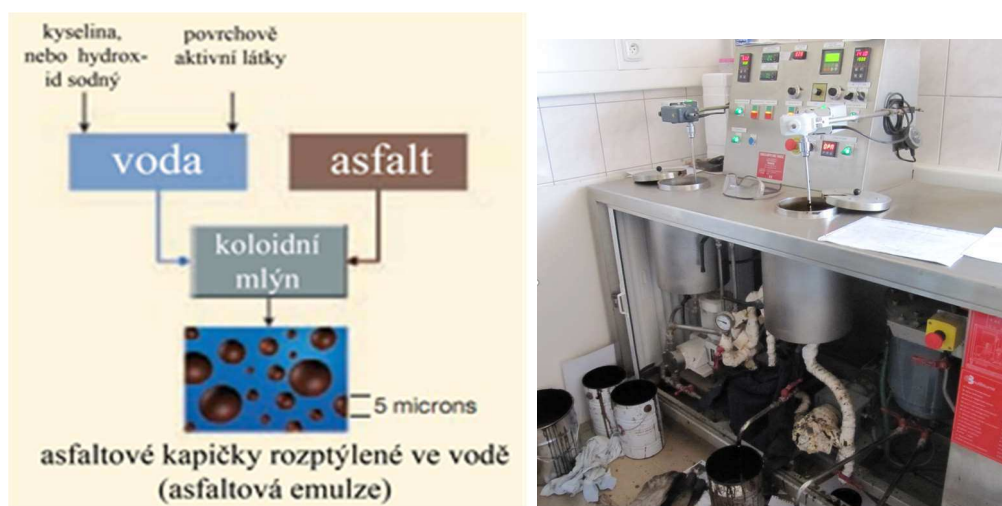 kyselina,
nebo hydrox-
id sodný
povrchově
aktivní látky
voda
asfalt
koloidní
mlýn
5 microns
asfaltové kapičky rozptýlené ve vodě
(asfaltová emulze)